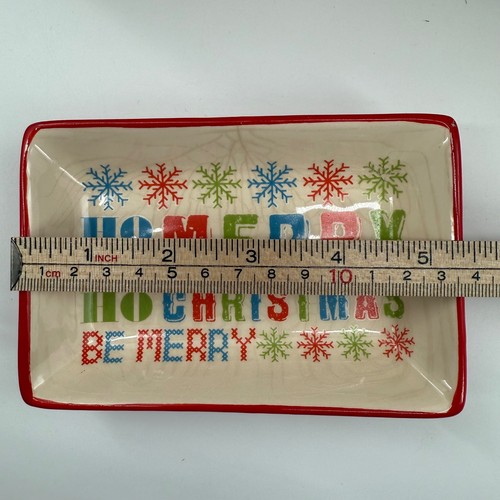 HO MERRY
1 INCH 2 3 4 5
1 cm 2 3 4 5 6 7 8 9 10 1 2 3 4
HO CHRISTMAS
BE MERRY